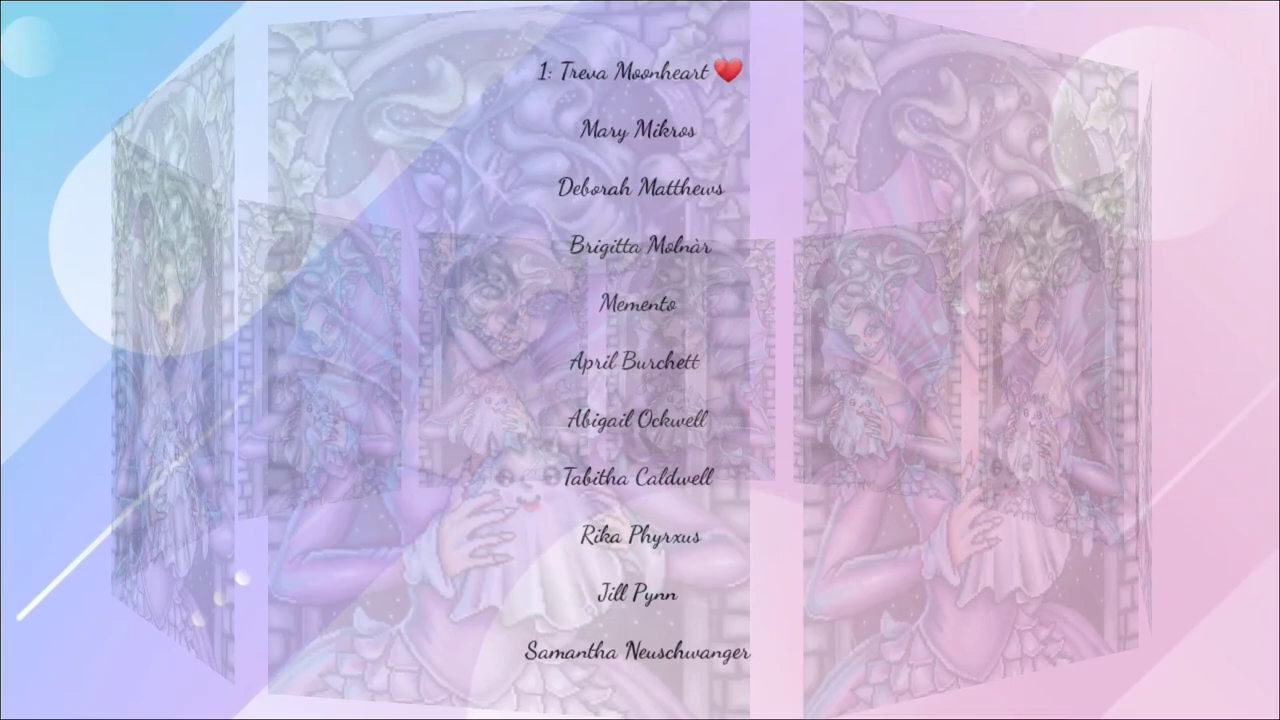 1: Treva Moonheart ❤️
Mary Mikros
Deborah Matthews
Brigitta Molnàr
Memento
April Burchett
Abigail Ockwell
Tabitha Caldwell
Rika Phyrxus
Jill Pynn
Samantha Neuschwanger